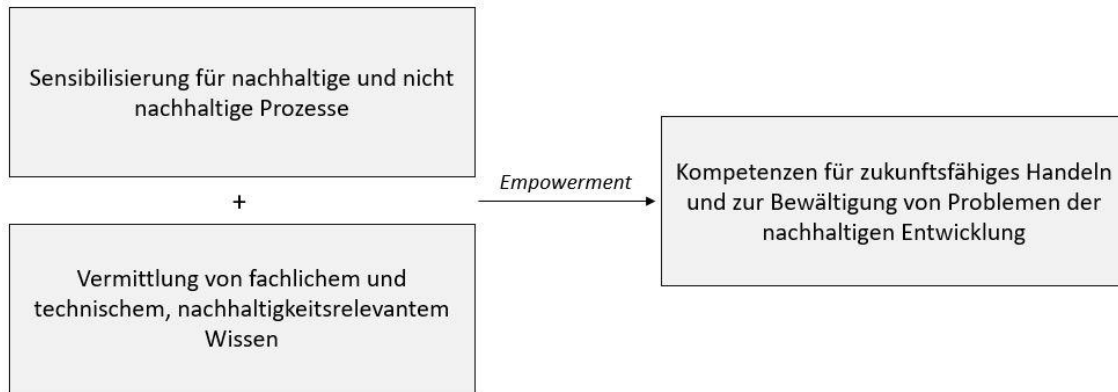 Sensibilisierung für nachhaltige und nicht
nachhaltige Prozesse
+
Vermittlung von fachlichem und
technischem, nachhaltigkeitsrelevantem
Wissen
Empowerment
Kompetenzen für zukunftsfähiges Handeln
und zur Bewältigung von Problemen der
nachhaltigen Entwicklung